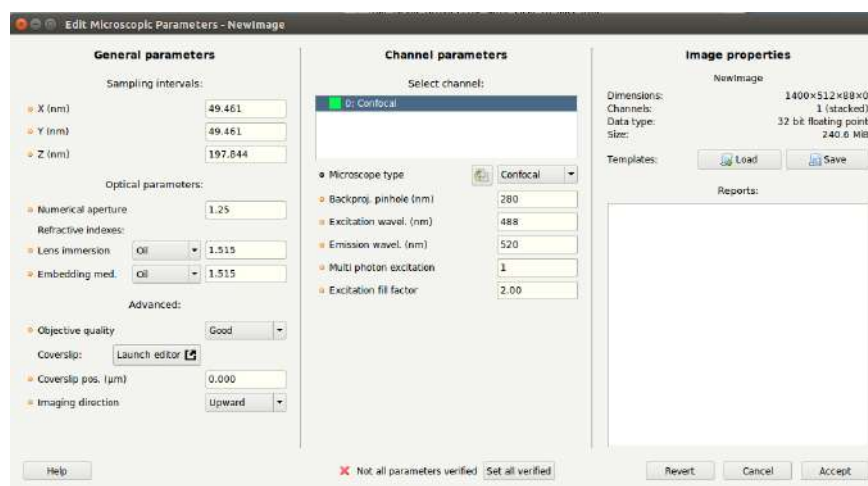 Edit Microscopic Parameters - NewImage
General parameters
Sampling intervals:
X (nm) 49.461
Y (nm) 49.461
Z (nm) 197.844
Optical parameters:
Numerical aperture 1.25
Refractive indexes:
Lens immersion Oil 1.515
Embedding med. Oil 1.515
Advanced:
Objective quality Good
Coverslip: Launch editor
Coverslip pos. (μm) 0.000
Imaging direction Upward
Help
Channel parameters
Select channel:
0: Confocal
Microscope type Confocal
Backproj. pinhole (nm) 280
Excitation wavel. (nm) 488
Emission wavel. (nm) 520
Multi photon excitation 1
Excitation fill factor 2.00
Not all parameters verified Set all verified
Image properties
NewImage
Dimensions: 1400×512×88×0
Channels: 1 (stacked)
Data type: 32 bit floating point
Size: 240.6 MiB
Templates: Load Save
Reports:
Revert Cancel Accept